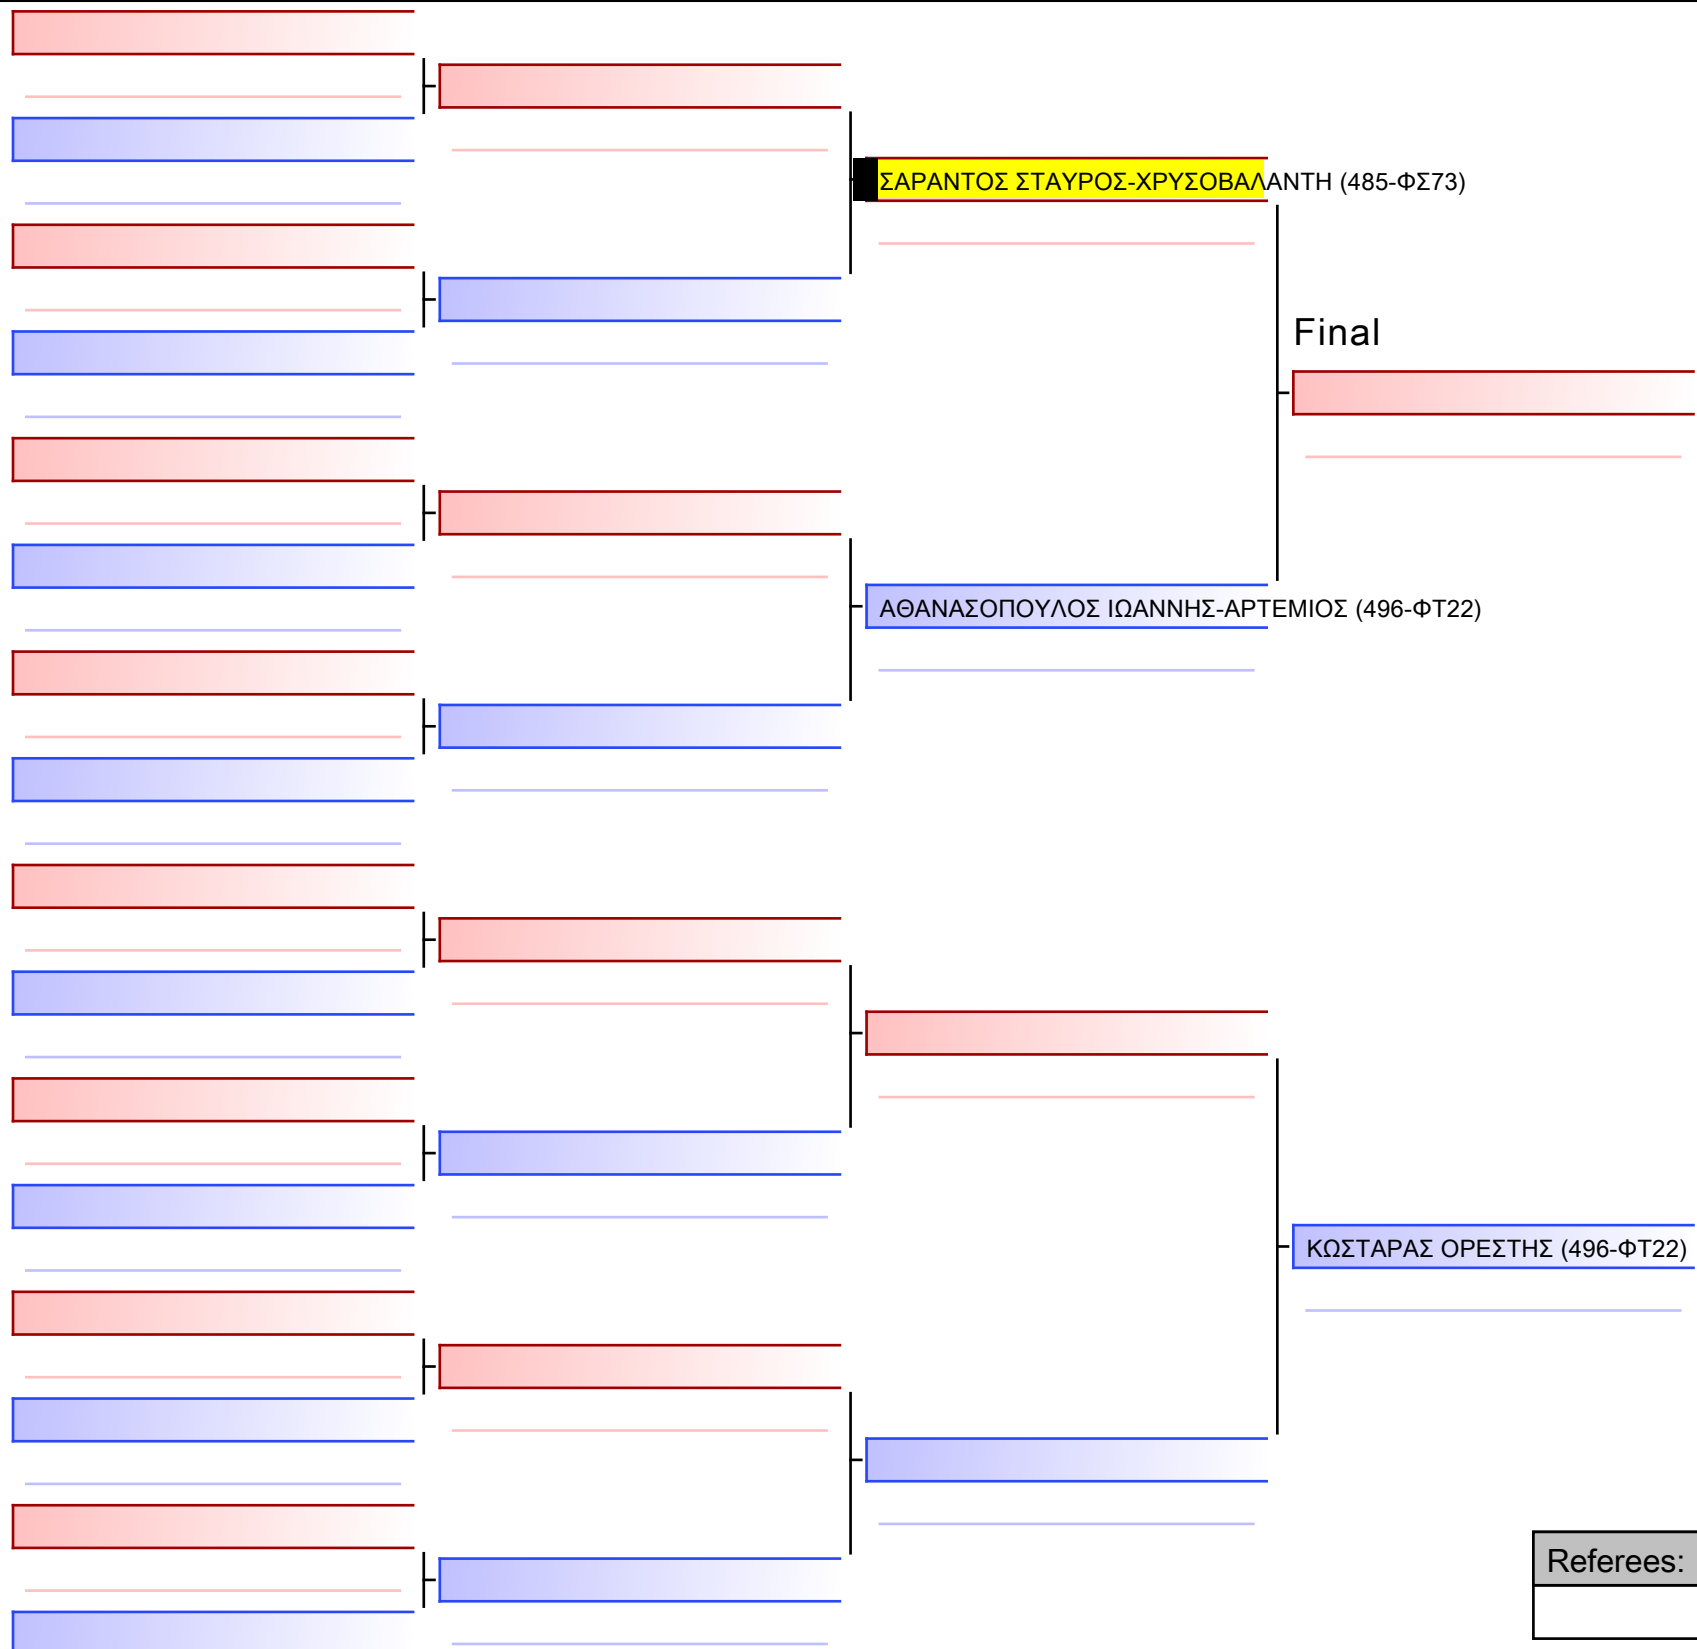 ΣΑΡΑΝΤΟΣ ΣΤΑΥΡΟΣ-ΧΡΥΣΟΒΑΛΑΝΤΗ (485-ΦΣ73)
Final
ΑΘΑΝΑΣΟΠΟΥΛΟΣ ΙΩΑΝΝΗΣ-ΑΡΤΕΜΙΟΣ (496-ΦΤ22)
ΚΩΣΤΑΡΑΣ ΟΡΕΣΤΗΣ (496-ΦΤ22)
Referees: